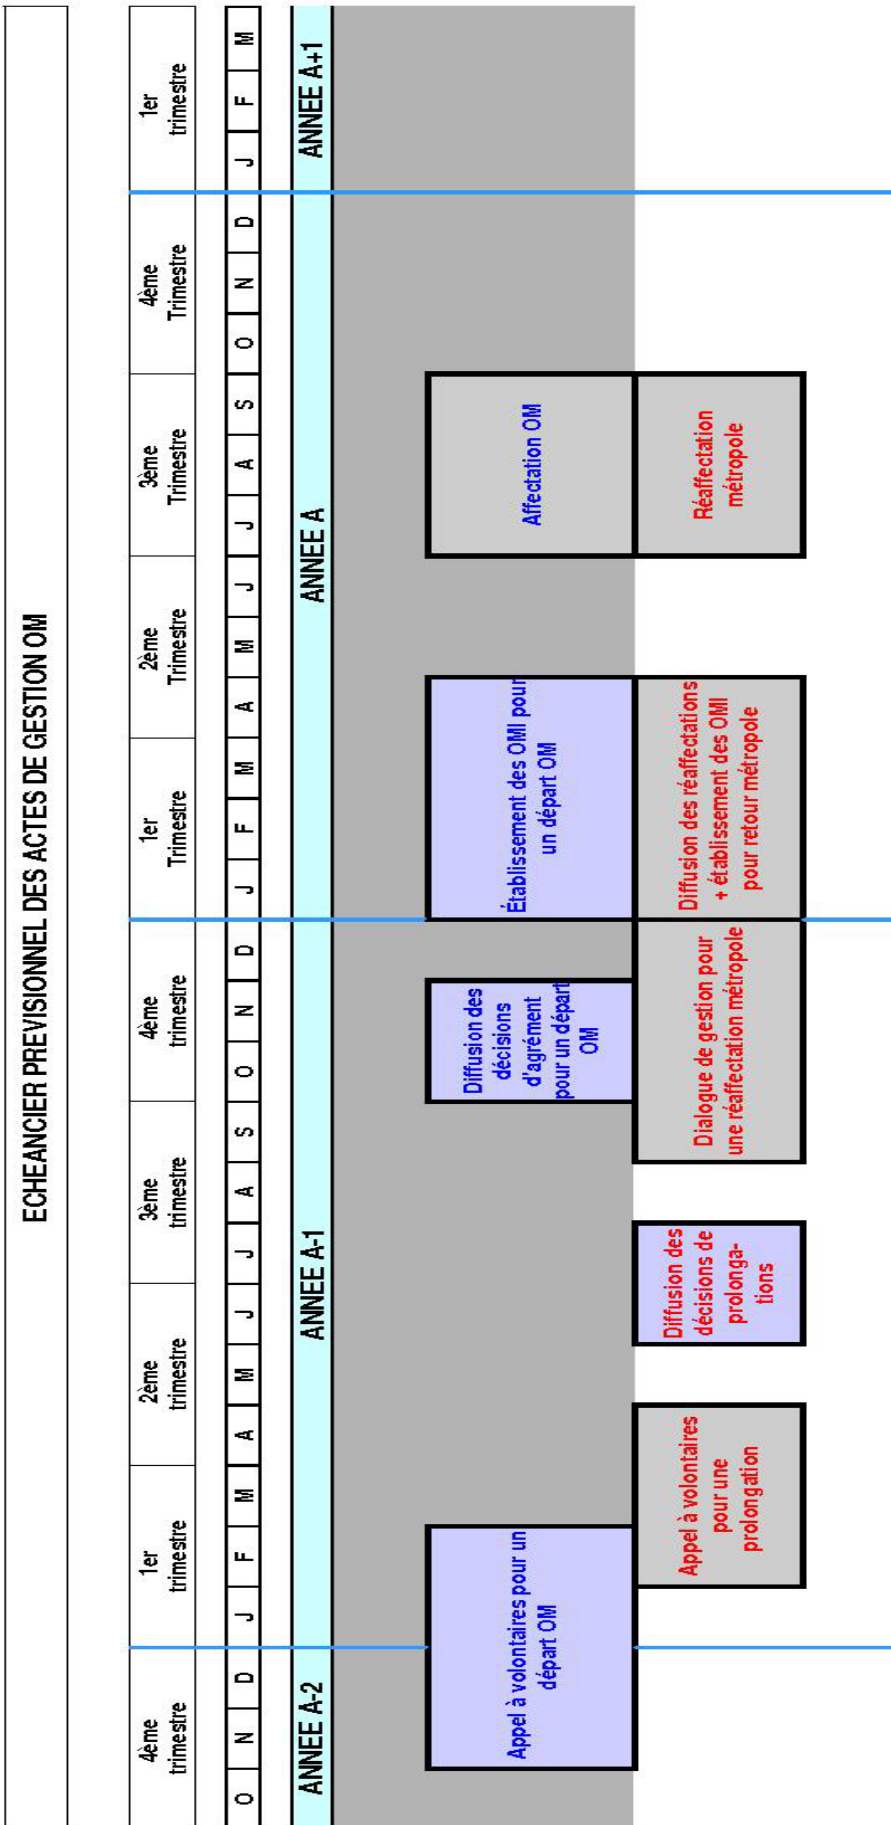 ECHEANCIER PREVISIONNEL DES ACTES DE GESTION OM
4ème
trimestre
1er
trimestre
2ème
trimestre
3ème
trimestre
4ème
trimestre
1er
Trimestre
2ème
Trimestre
3ème
Trimestre
4ème
Trimestre
1er
trimestre
O N D J F M A M J J A S O N D J F M A M J J A S O N D J F M
ANNEE A-2
ANNEE A-1
ANNEE A
ANNEE A+1
Appel à volontaires pour un
départ OM
Diffusion des
décisions
d'agrément
pour un départ
OM
Établissement des OMI pour
un départ OM
Affectation OM
Appel à volontaires
pour une
prolongation
Diffusion des
décisions de
prolonga-
tions
Dialogue de gestion pour
une réaffectation métropole
Diffusion des réaffectations
+ établissement des OMI
pour retour métropole
Réaffectation
métropole